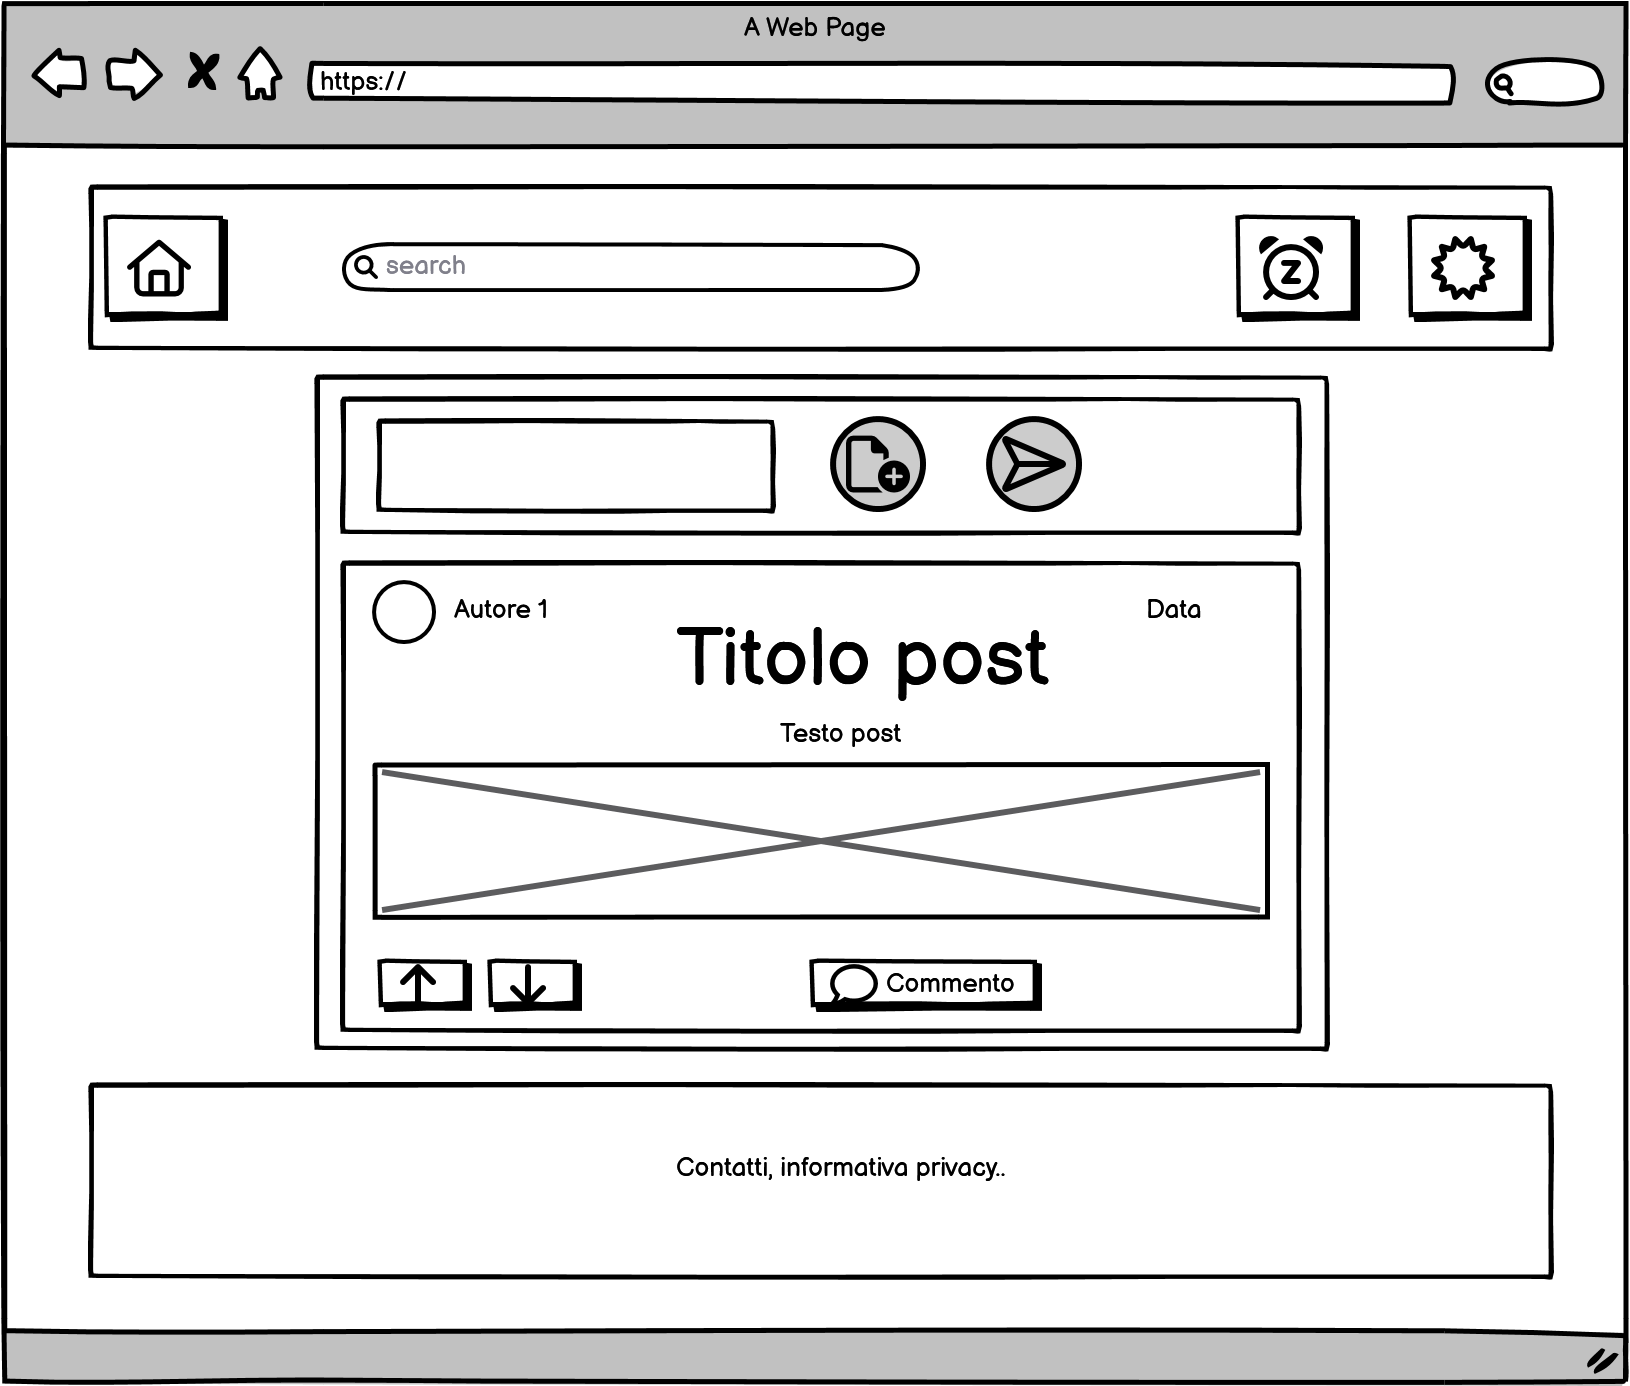 A Web Page
https://
search
Z
Autore 1
Data
Titolo post
Testo post
Commento
Contatti, informativa privacy..